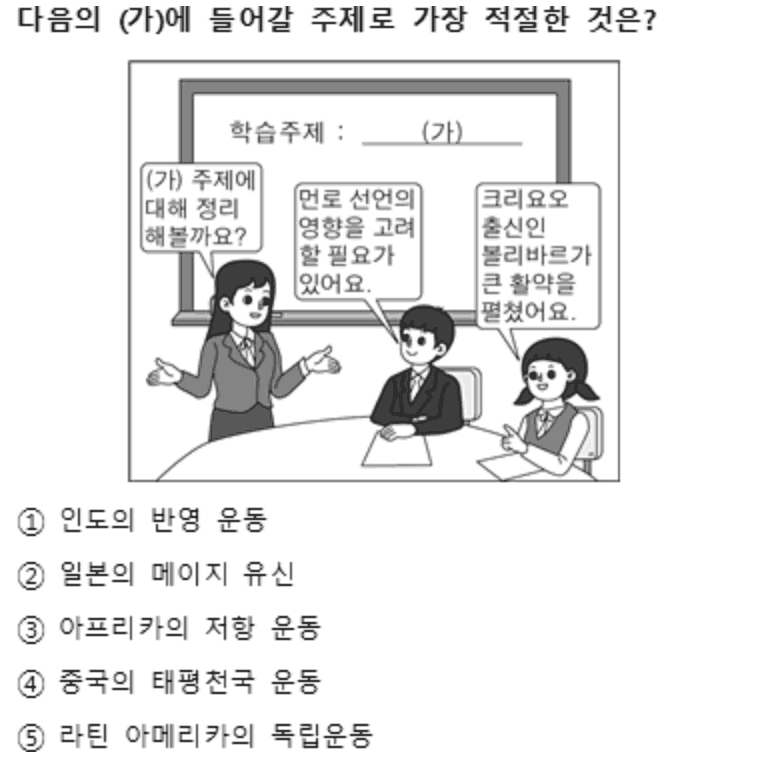 다음의 (가)에 들어갈 주제로 가장 적절한 것은?
학습주제 : (가)
(가) 주제에
대해 정리
해볼까요?
먼로 선언의
영향을 고려
할 필요가
있어요.
크리요오
출신인
볼리바르가
큰 활약을
펼쳤어요.
① 인도의 반영 운동
② 일본의 메이지 유신
③ 아프리카의 저항 운동
④ 중국의 태평천국 운동
⑤ 라틴 아메리카의 독립운동